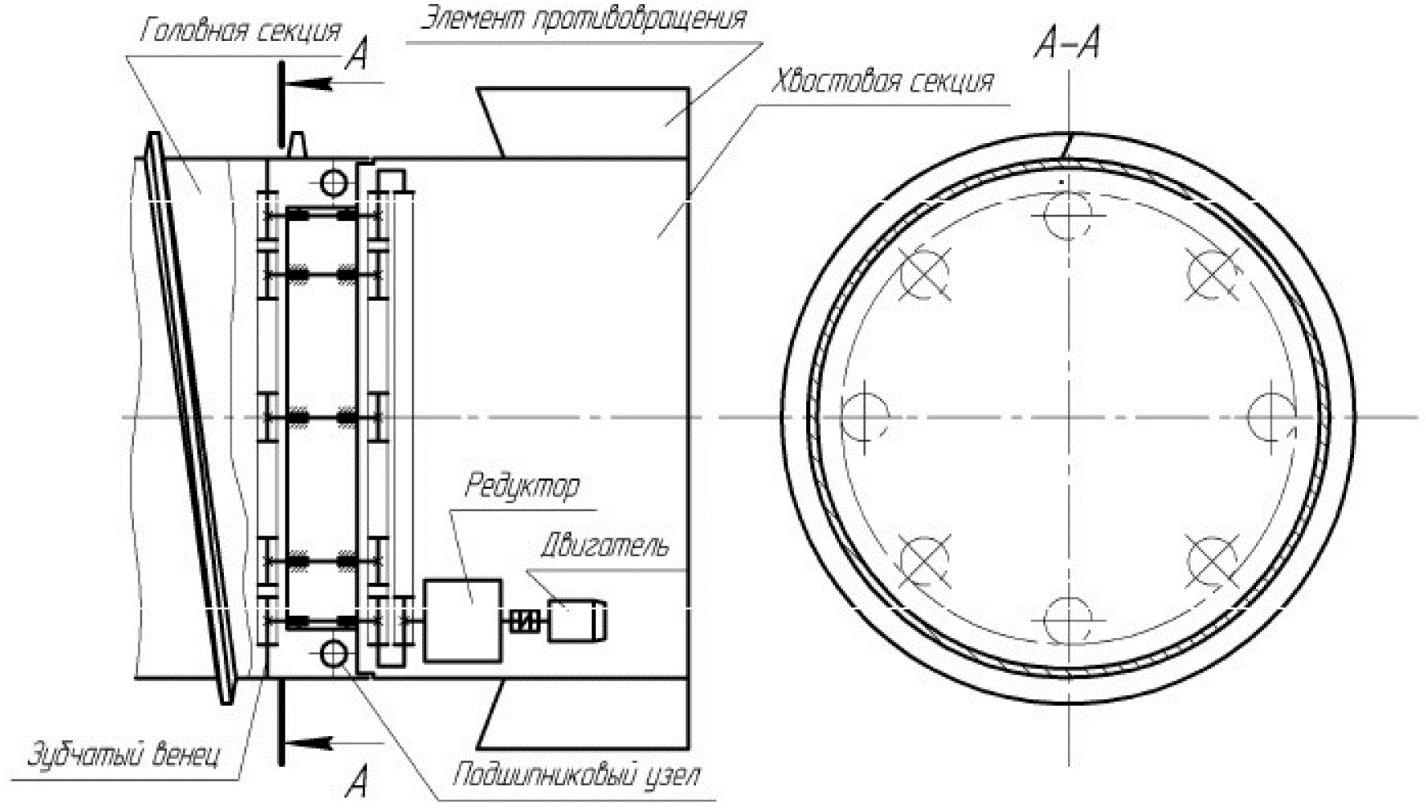 Головная секция
А
Элемент противовращения
А-А
Хвостовая секция
Редуктор
Двигатель
Зубчатый венец
А
Подшипниковый узел